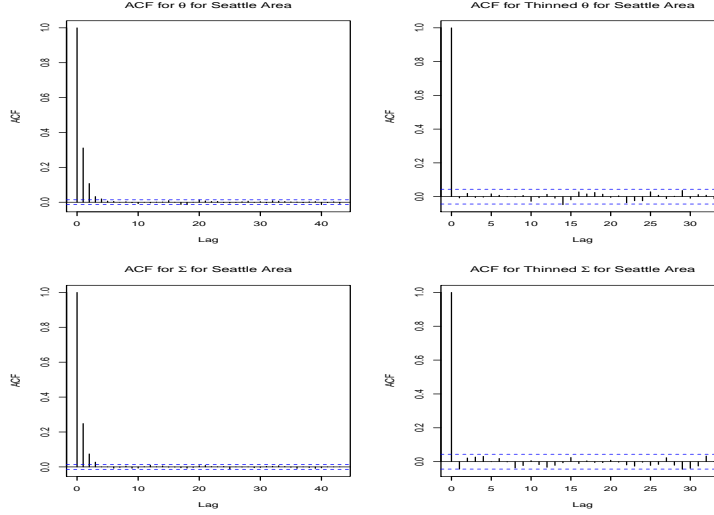 ACF for θ for Seattle Area
ACF
0.0 0.2 0.4 0.6 0.8 1.0
0 10 20 30 40
Lag
ACF for Thinned θ for Seattle Area
ACF
0.0 0.2 0.4 0.6 0.8 1.0
0 5 10 15 20 25 30
Lag
ACF for Σ for Seattle Area
ACF
0.0 0.2 0.4 0.6 0.8 1.0
0 10 20 30 40
Lag
ACF for Thinned Σ for Seattle Area
ACF
0.0 0.2 0.4 0.6 0.8 1.0
0 5 10 15 20 25 30
Lag